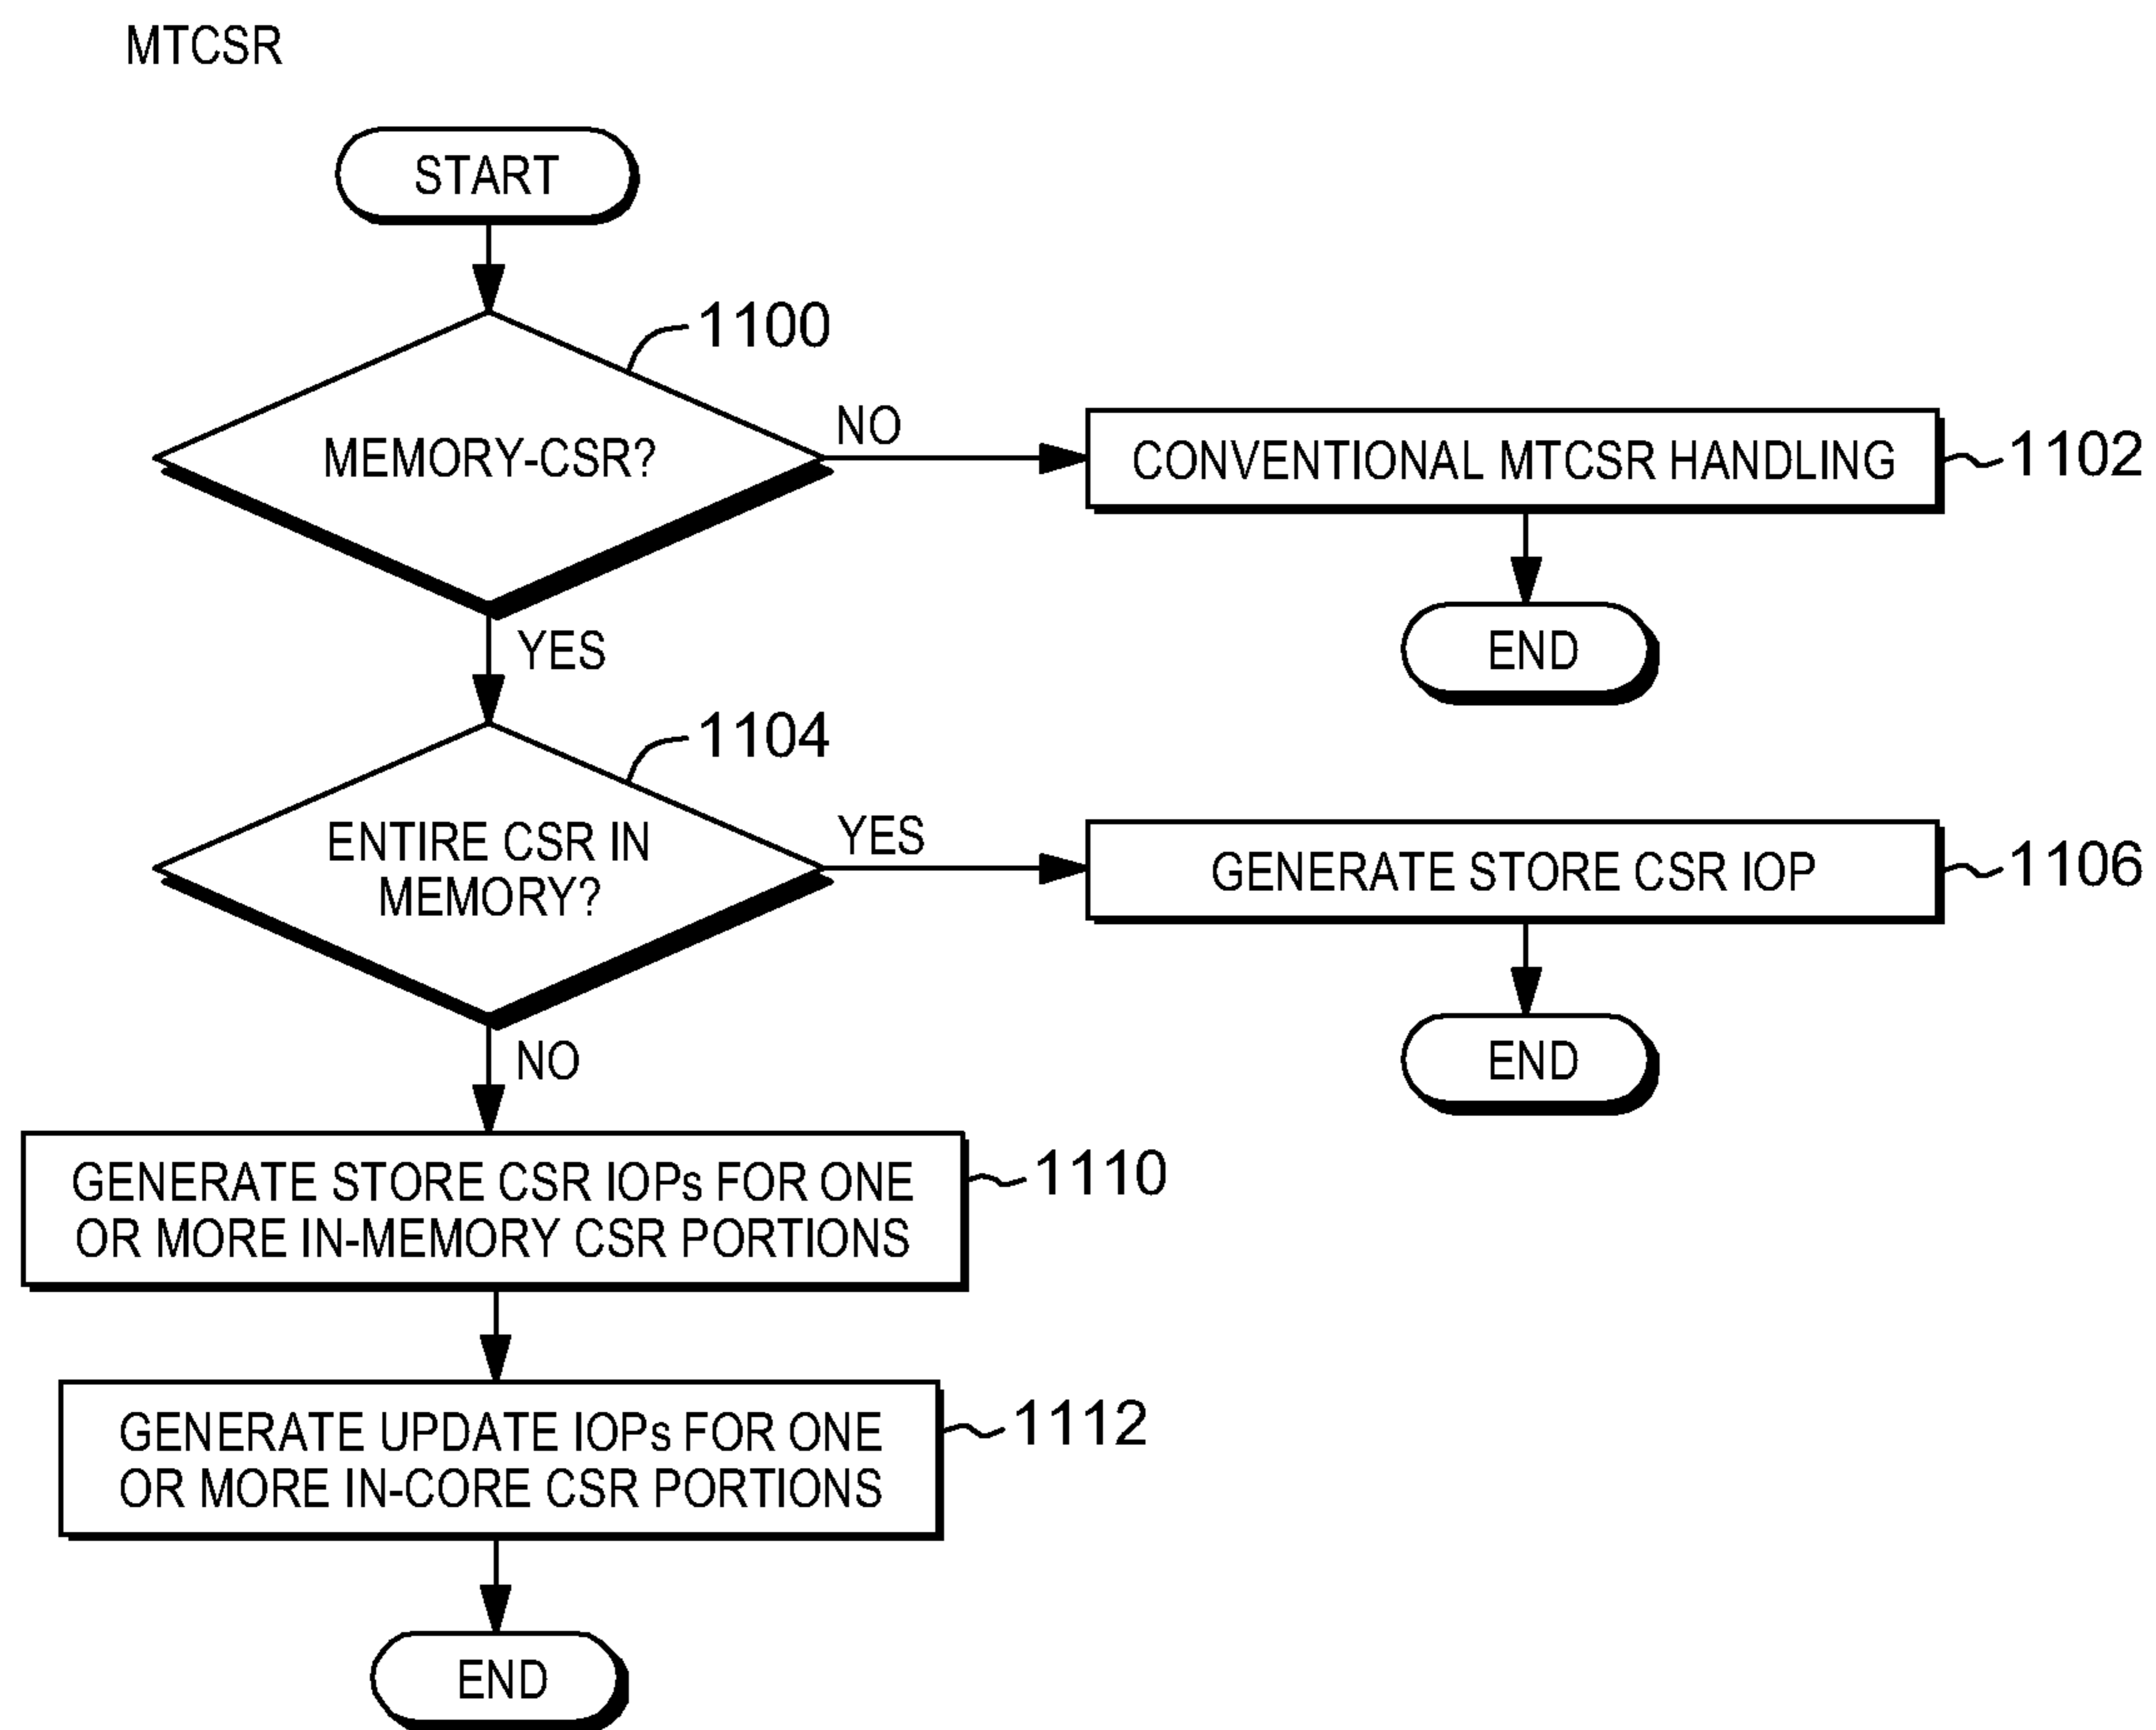 MTCSR
START
1100
MEMORY-CSR?
NO
CONVENTIONAL MTCSR HANDLING
1102
END
YES
1104
ENTIRE CSR IN
MEMORY?
YES
GENERATE STORE CSR IOP
1106
END
NO
GENERATE STORE CSR IOPs FOR ONE
OR MORE IN-MEMORY CSR PORTIONS
1110
GENERATE UPDATE IOPs FOR ONE
OR MORE IN-CORE CSR PORTIONS
1112
END